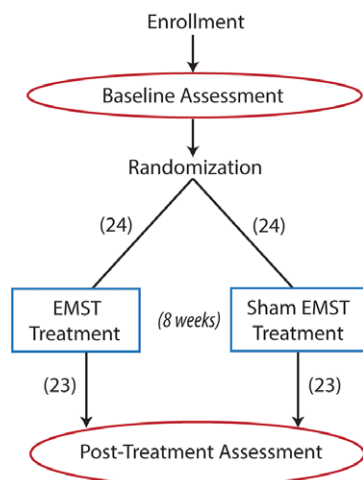 Enrollment
Baseline Assessment
Randomization
(24)
(24)
EMST
Treatment
(8 weeks)
Sham EMST
Treatment
(23)
(23)
Post-Treatment Assessment